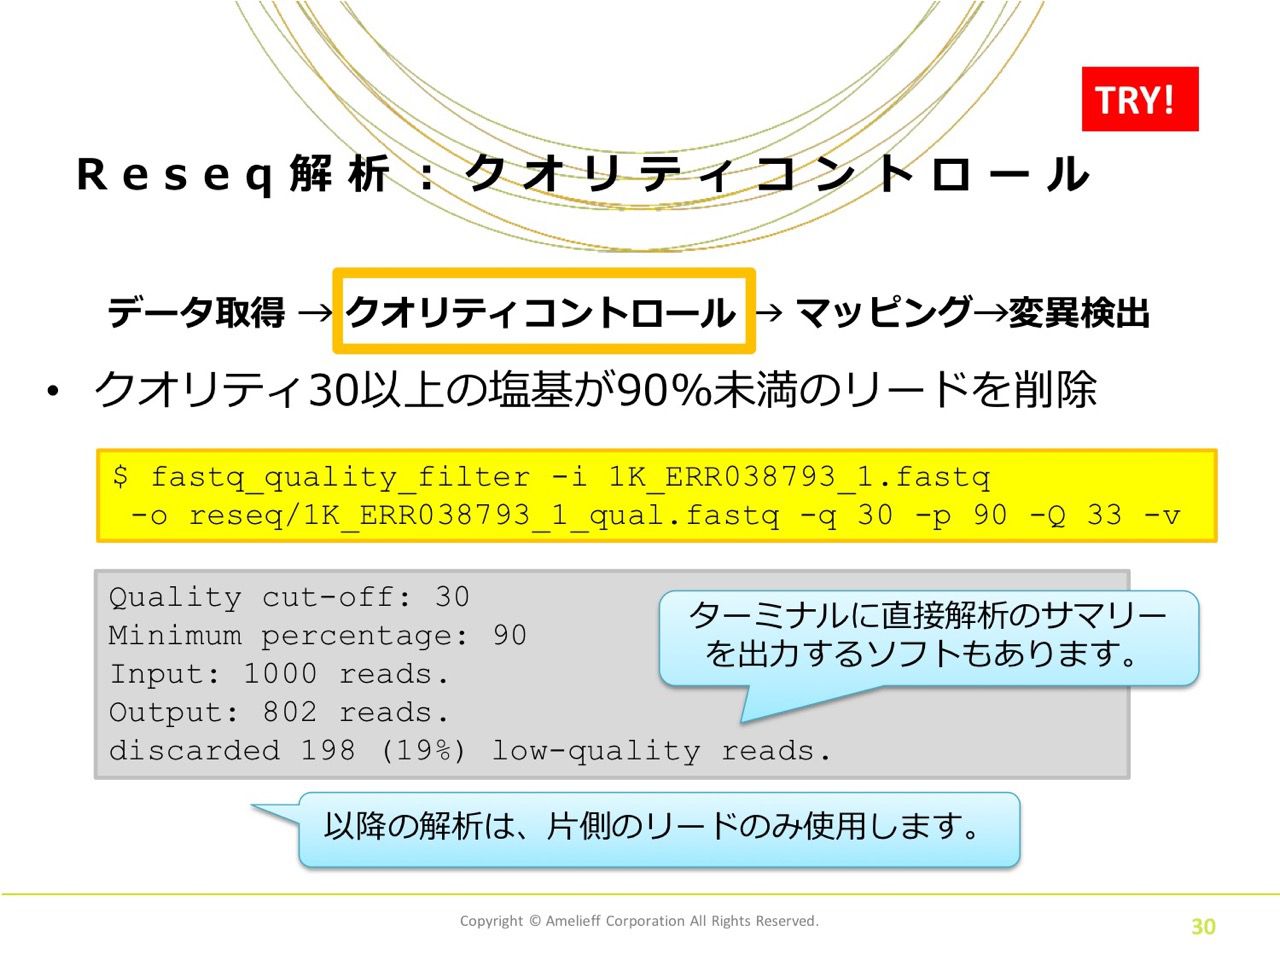 TRY!
Reseq解析：クオリティコントロール
データ取得 → クオリティコントロール → マッピング→変異検出
• クオリティ30以上の塩基が90%未満のリードを削除
$ fastq_quality_filter -i 1K_ERR038793_1.fastq
-o reseq/1K_ERR038793_1_qual.fastq -q 30 -p 90 -Q 33 -v
Quality cut-off: 30
Minimum percentage: 90
Input: 1000 reads.
Output: 802 reads.
discarded 198 (19%) low-quality reads.
ターミナルに直接解析のサマリー
を出力するソフトもあります。
以降の解析は、片側のリードのみ使用します。
Copyright © Amelieff Corporation All Rights Reserved.
30